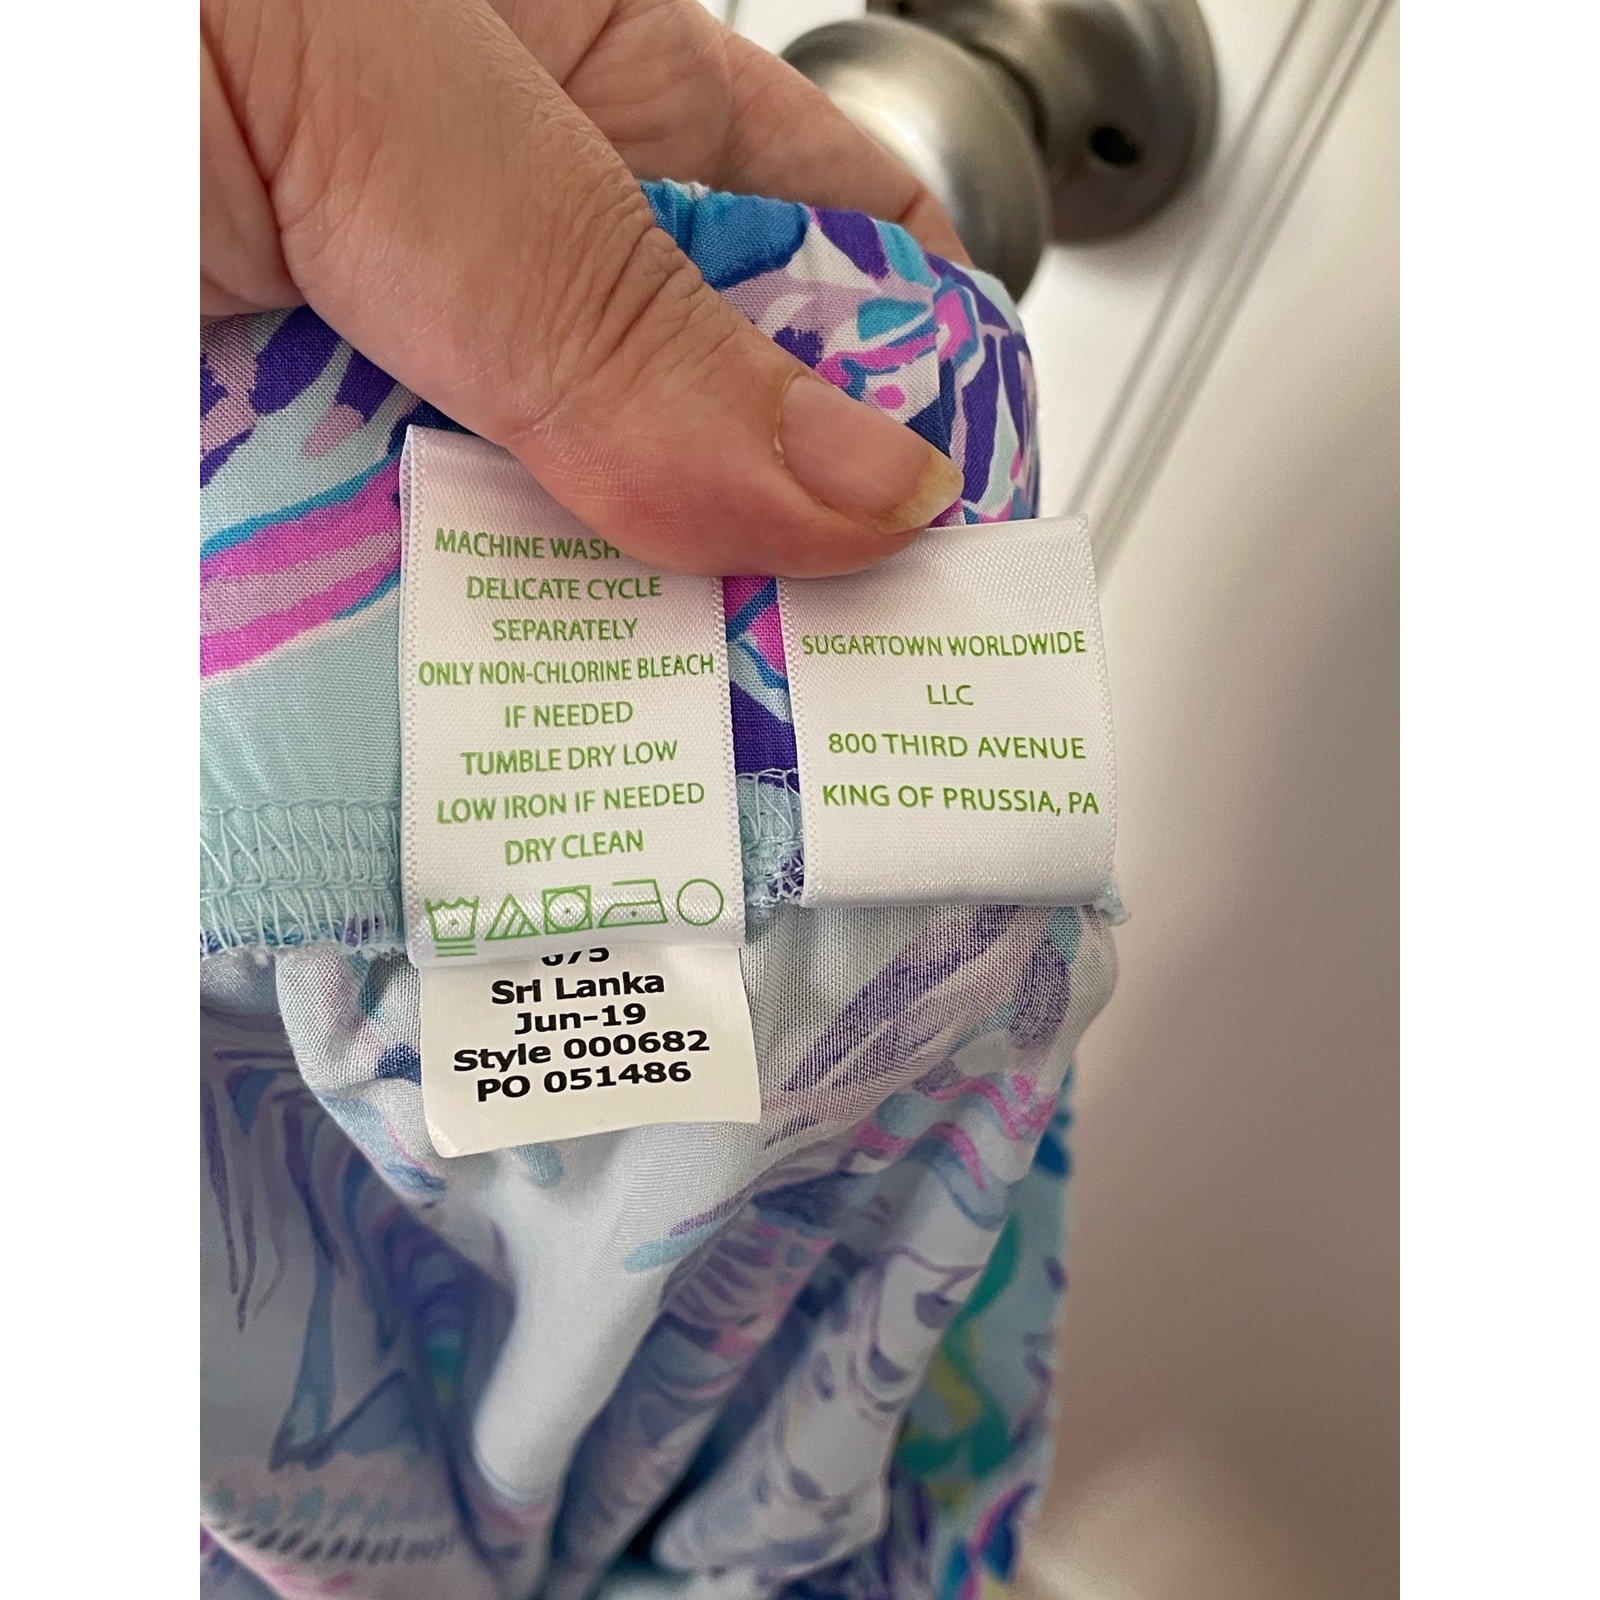 MACHINE WASH
DELICATE CYCLE
SEPARATELY
ONLY NON-CHLORINE BLEACH
IF NEEDED
TUMBLE DRY LOW
LOW IRON IF NEEDED
DRY CLEAN
Sri Lanka
Jun-19
Style 000682
PO 051486
SUGARTOWN WORLDWIDE
LLC
800 THIRD AVENUE
KING OF PRUSSIA, PA